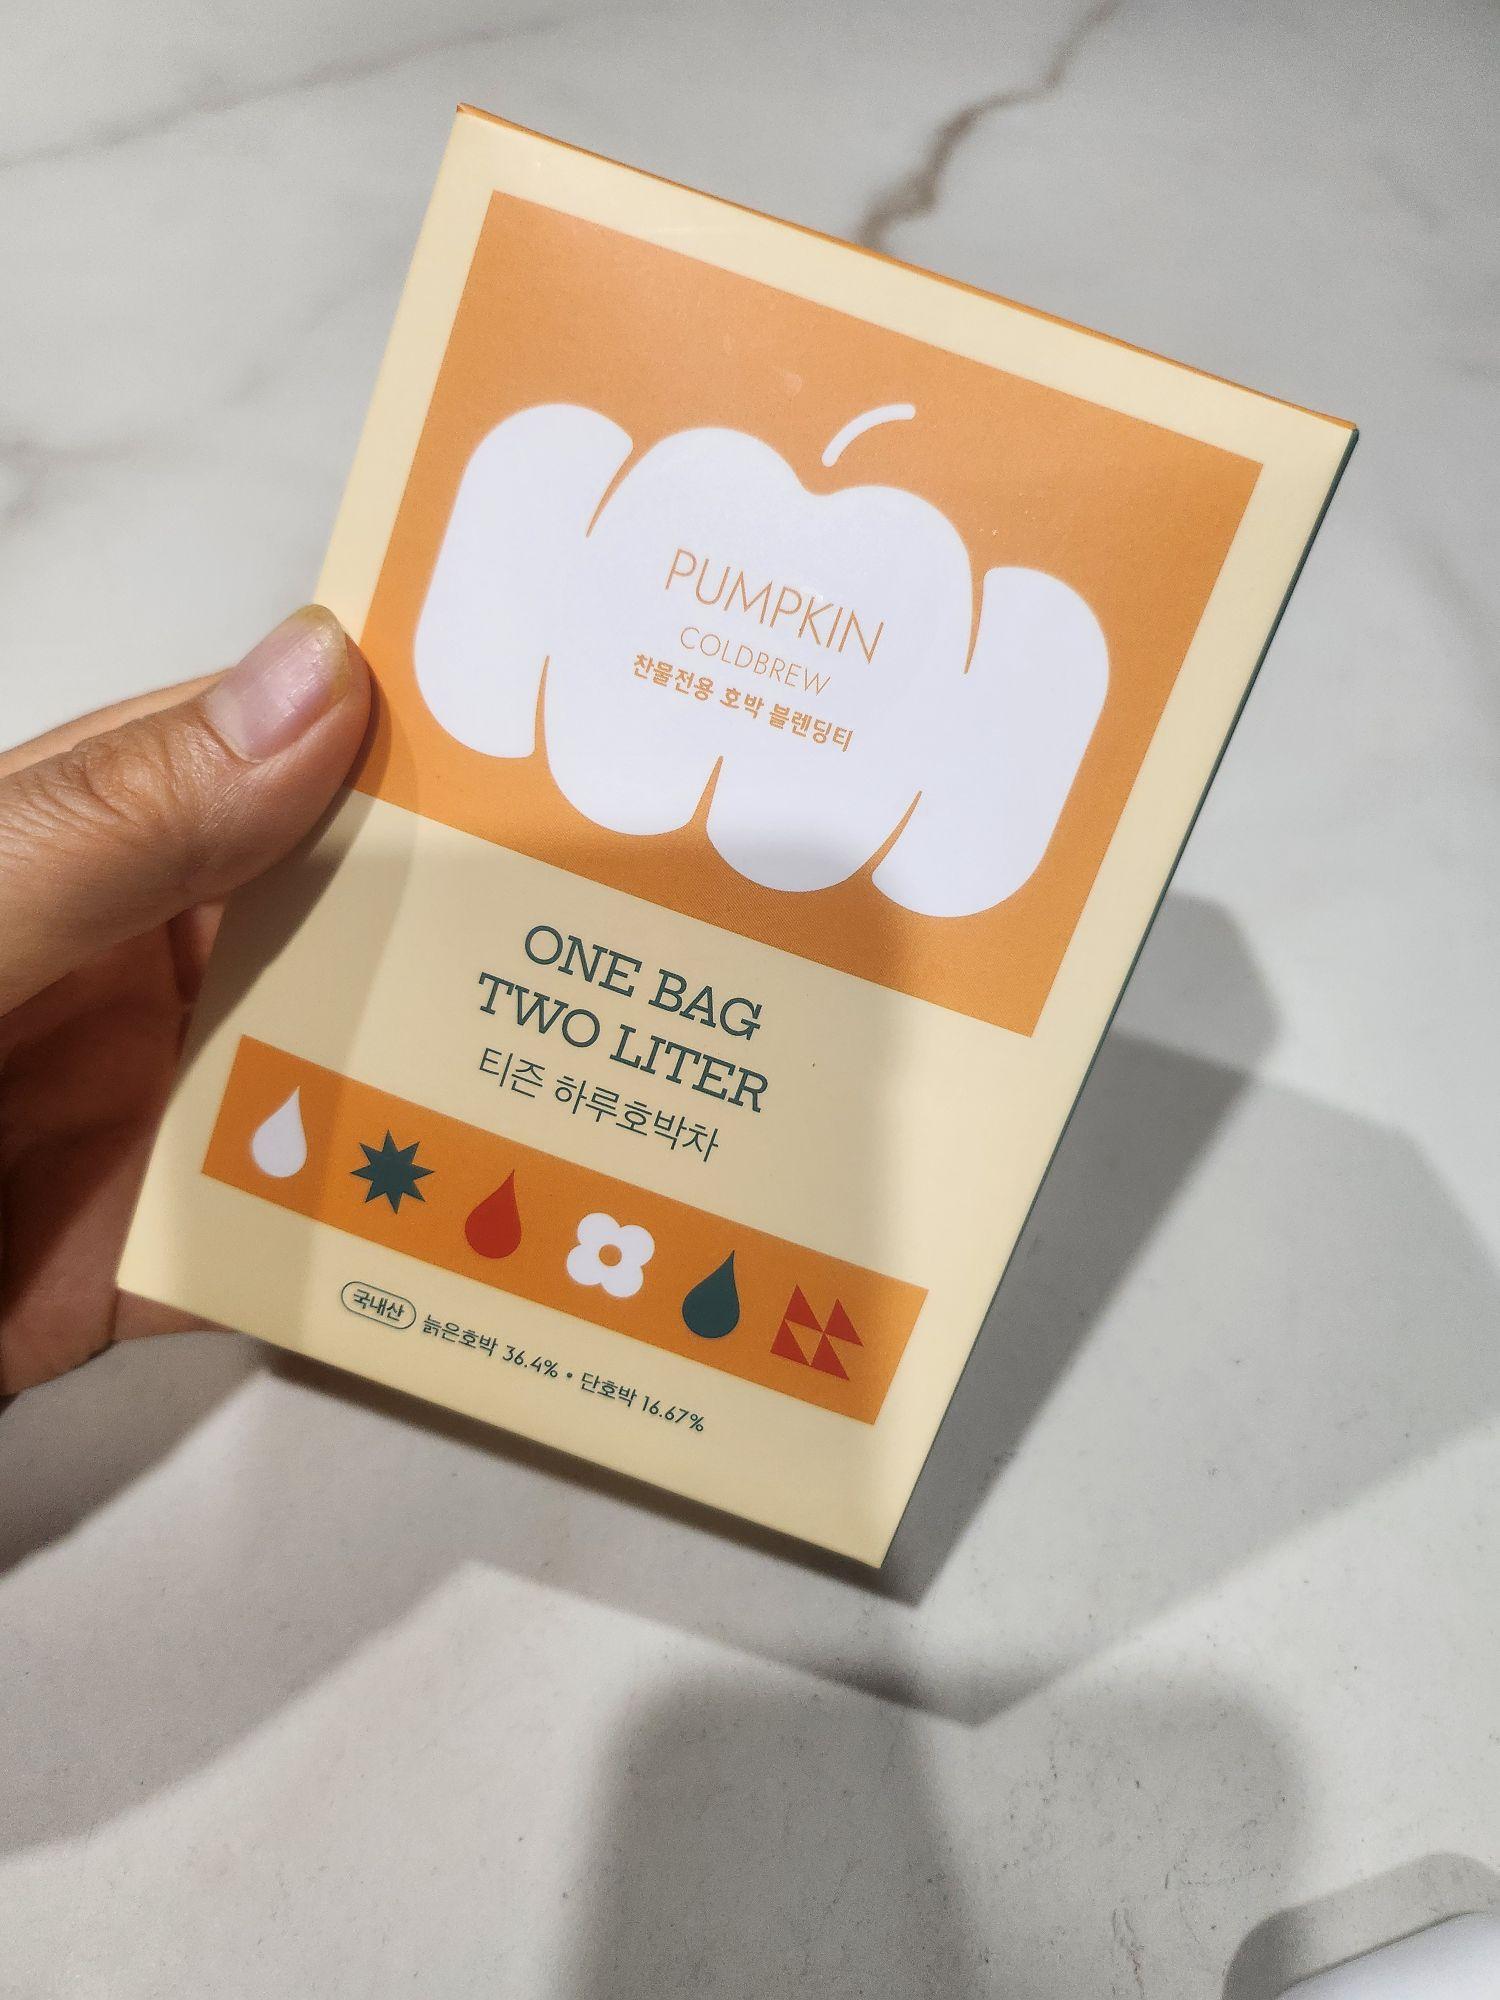 PUMPKIN
COLDBREW
찬물전용 호박 블렌딩티
ONE BAG
TWO LITER
티즌 하루호박차
국내산 늙은호박 36.4% • 단호박 16.67%